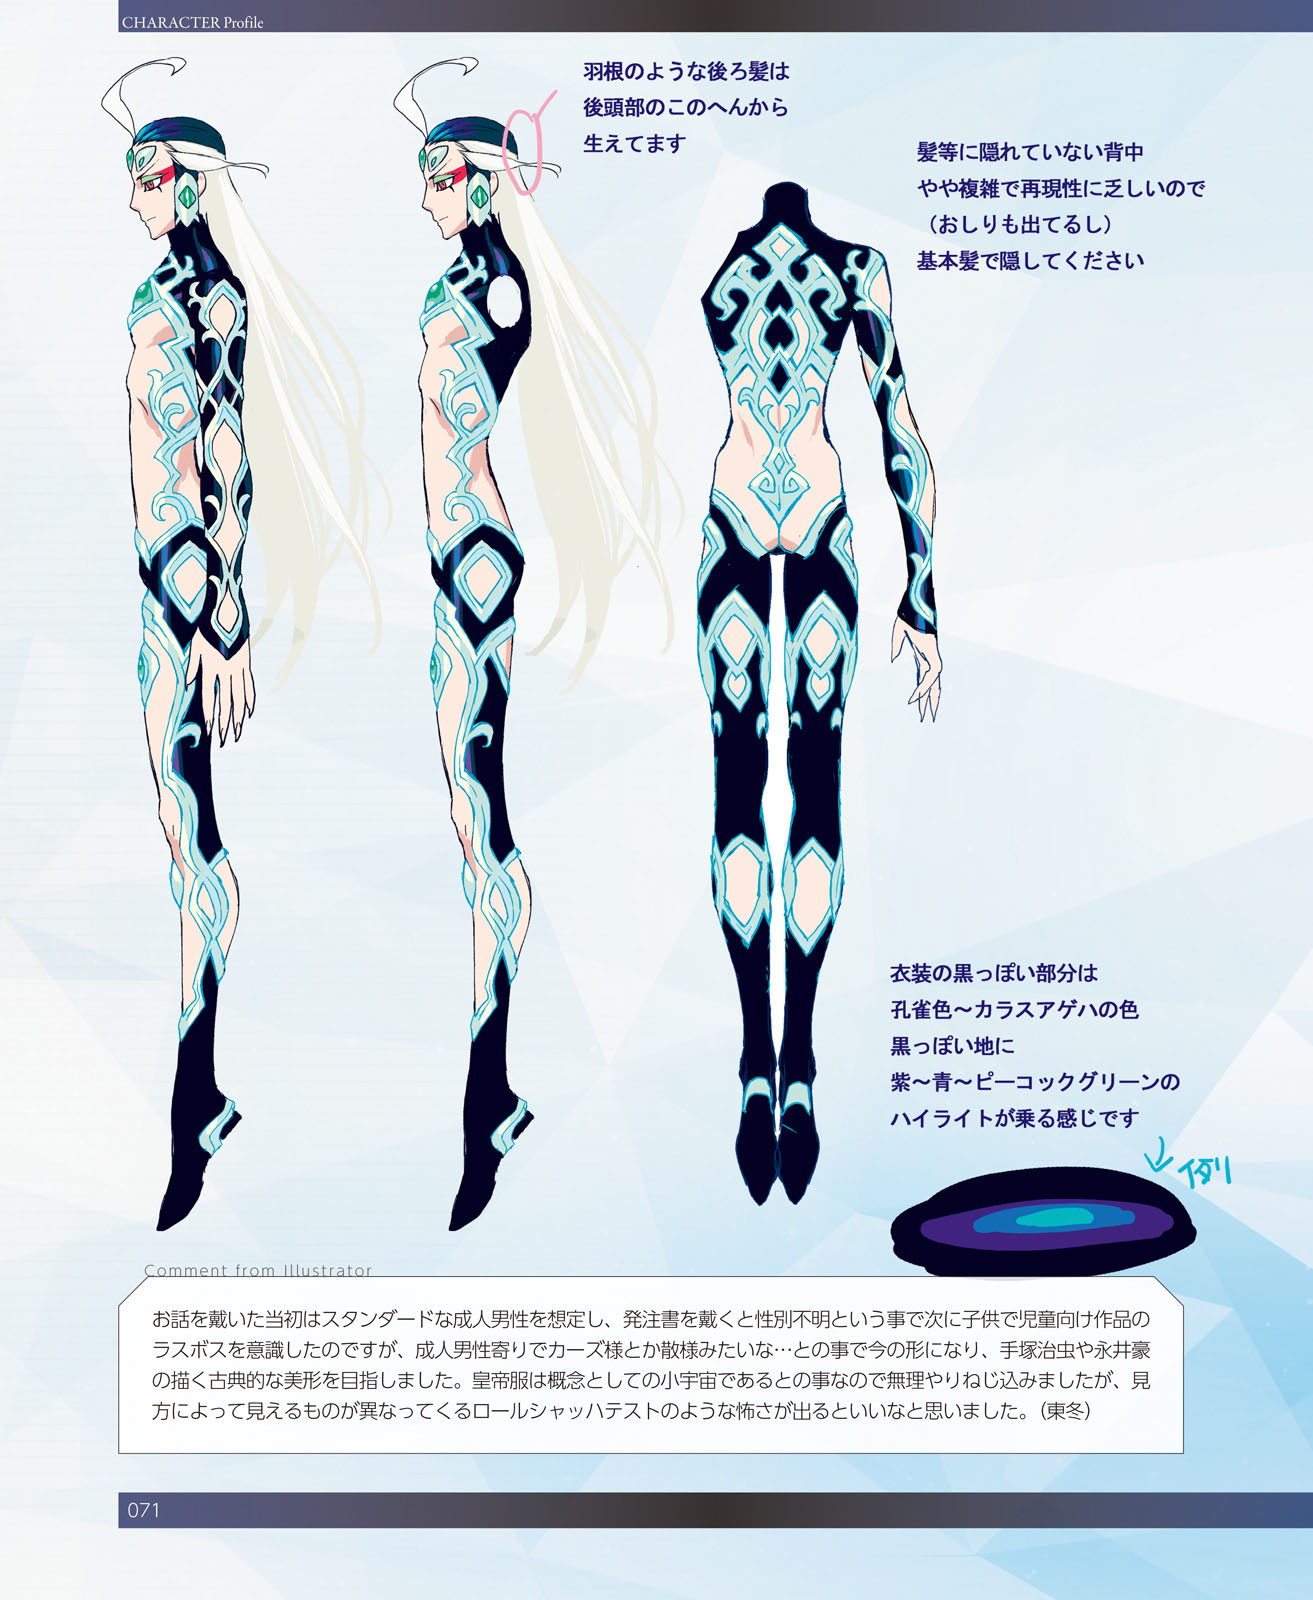 CHARACTER Profile
羽根のような後ろ髪は
後頭部のこのへんから
生えてます
髪等に隠れていない背中
やや複雑で再現性に乏しいので
（おしりも出てるし）
基本髪で隠してください
衣装の黒っぽい部分は
孔雀色～カラスアゲハの色
黒っぽい地に
紫～青～ピーコックグリーンの
ハイライトが乗る感じです
例
Comment from Illustrator
お話を戴いた当初はスタンダードな成人男性を想定し、発注書を戴くと性別不明という事で次に子供で児童向け作品の
ラスボスを意識したのですが、成人男性寄りでカーズ様とか散様みたいな…との事で今の形になり、手塚治虫や永井豪
の描く古典的な美形を目指しました。皇帝服は概念としての小宇宙であるとの事なので無理やりねじ込みましたが、見
方によって見えるものが異なってくるロールシャッハテストのような怖さが出るといいなと思いました。（東冬）
071